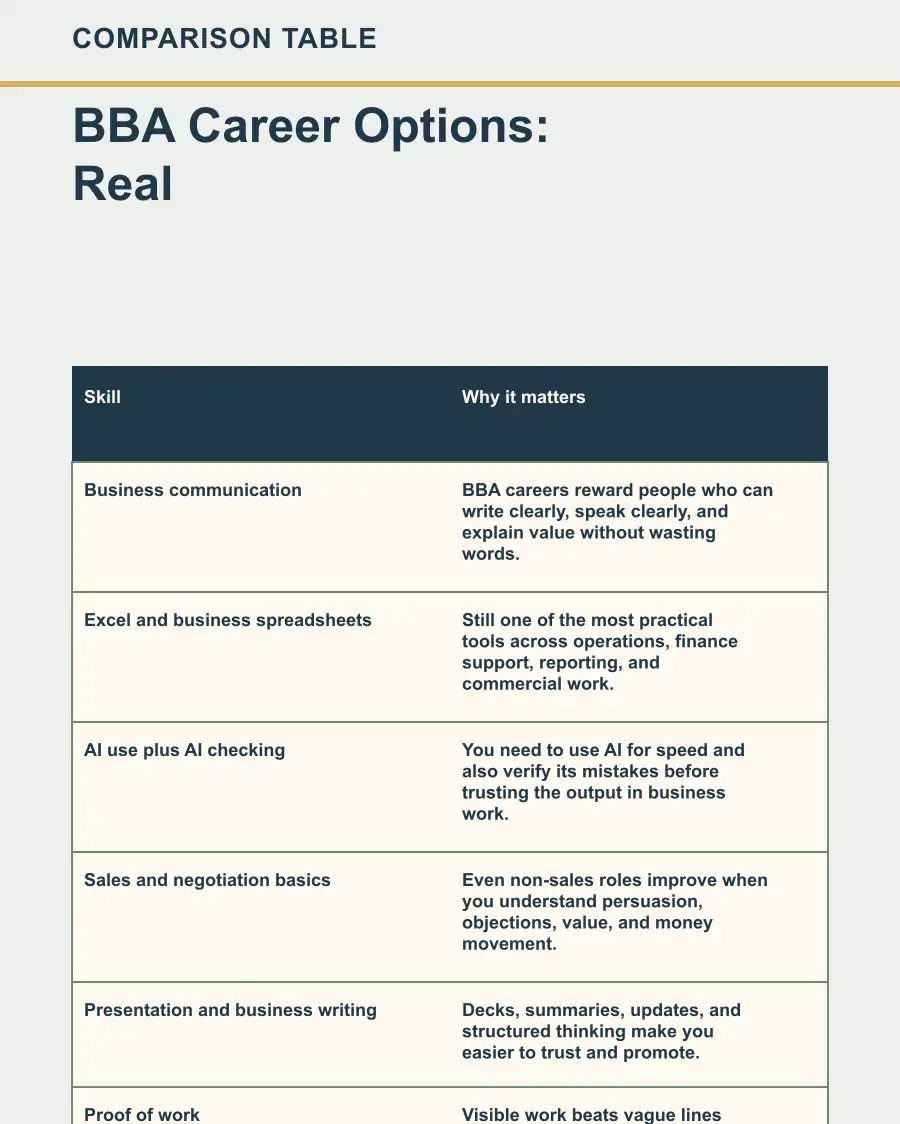 COMPARISON TABLE
BBA Career Options:
Real
Skill
Why it matters
Business communication
BBA careers reward people who can
write clearly, speak clearly, and
explain value without wasting
words.
Excel and business spreadsheets
Still one of the most practical
tools across operations, finance
support, reporting, and
commercial work.
AI use plus AI checking
You need to use AI for speed and
also verify its mistakes before
trusting the output in business
work.
Sales and negotiation basics
Even non-sales roles improve when
you understand persuasion,
objections, value, and money
movement.
Presentation and business writing
Decks, summaries, updates, and
structured thinking make you
easier to trust and promote.
Proof of work
Visible work beats vague lines